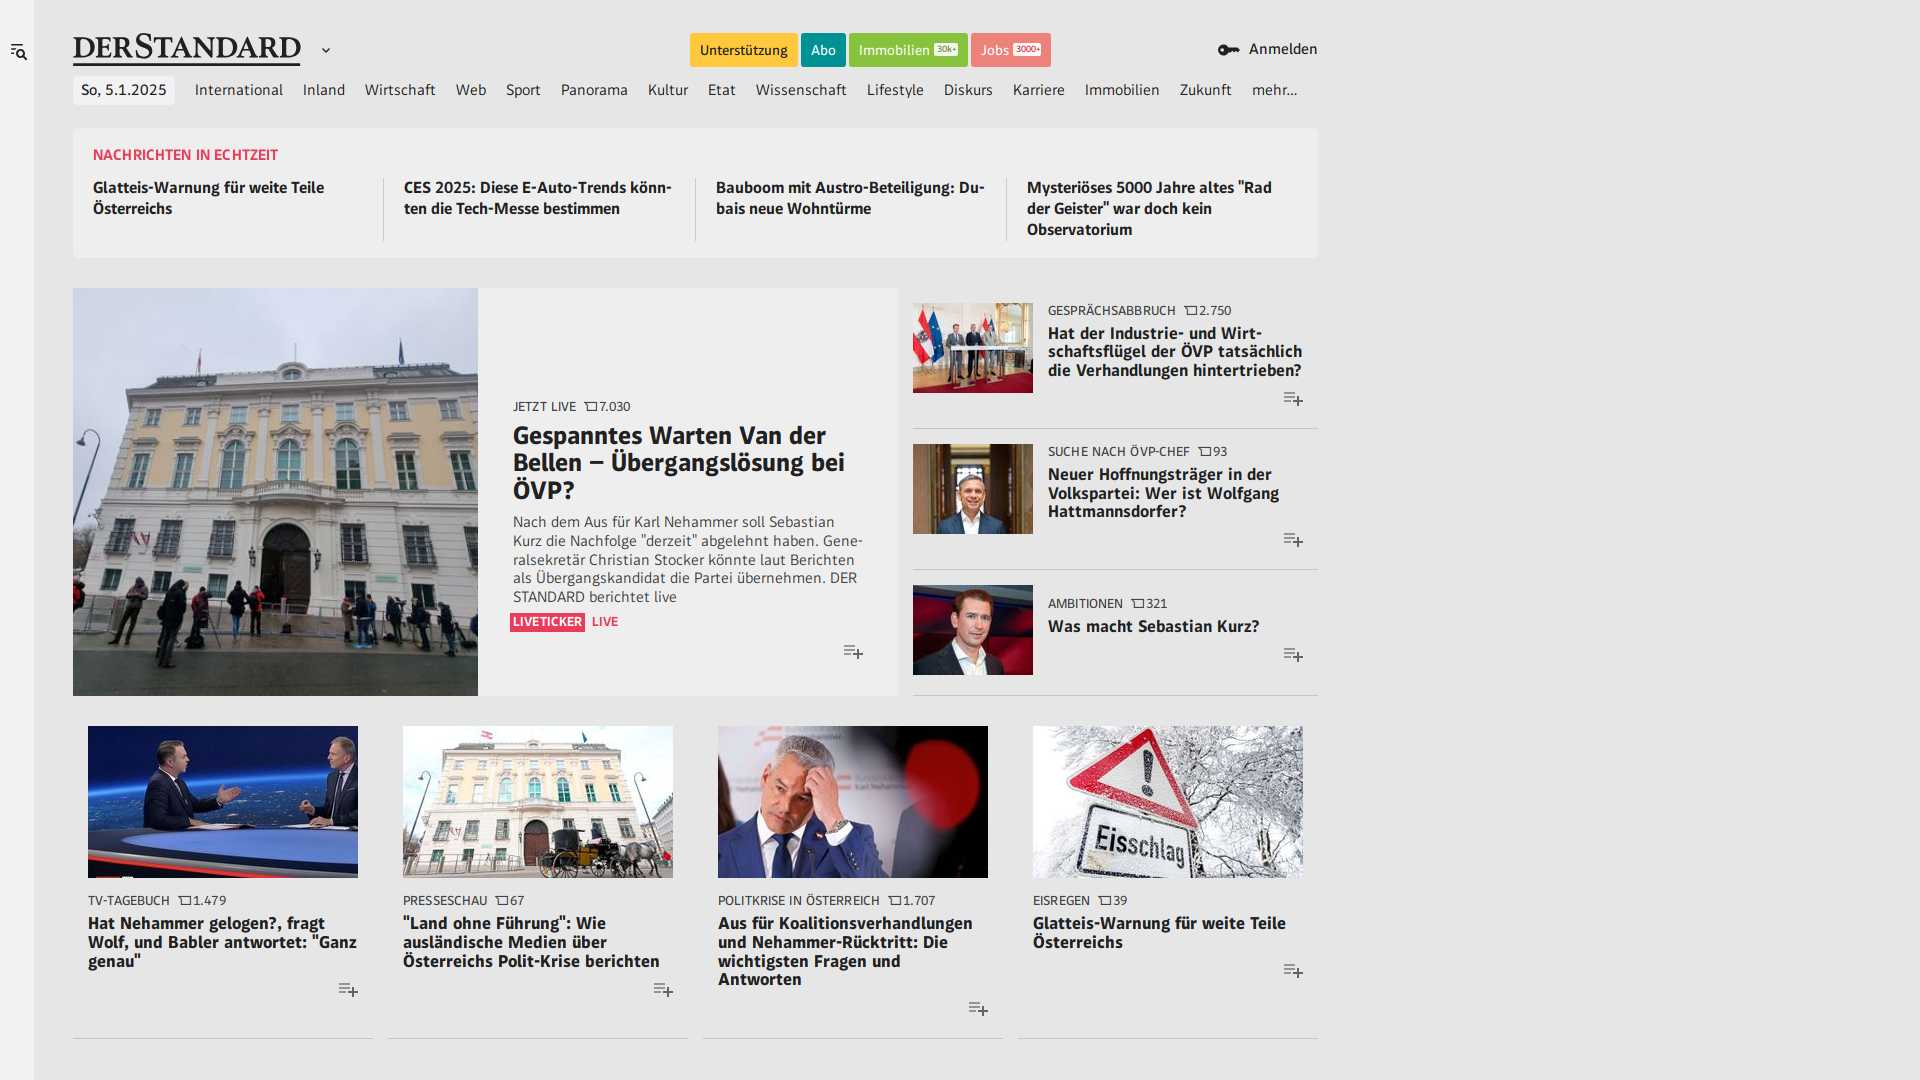 DERSTANDARD
Unterstützung
Abo
Immobilien 30k+
Jobs 3000+
Anmelden
So, 5.1.2025
International
Inland
Wirtschaft
Web
Sport
Panorama
Kultur
Etat
Wissenschaft
Lifestyle
Diskurs
Karriere
Immobilien
Zukunft
mehr...
NACHRICHTEN IN ECHTZEIT
Glatteis-Warnung für weite Teile
Österreichs
CES 2025: Diese E-Auto-Trends könn-
ten die Tech-Messe bestimmen
Bauboom mit Austro-Beteiligung: Du-
bais neue Wohntürme
Mysteriöses 5000 Jahre altes "Rad
der Geister" war doch kein
Observatorium
JETZT LIVE 7.030
Gespanntes Warten Van der
Bellen – Übergangslösung bei
ÖVP?
Nach dem Aus für Karl Nehammer soll Sebastian
Kurz die Nachfolge "derzeit" abgelehnt haben. Gene-
ralsekretär Christian Stocker könnte laut Berichten
als Übergangskandidat die Partei übernehmen. DER
STANDARD berichtet live
LIVETICKER LIVE
GESPRÄCHSABBRUCH 2.750
Hat der Industrie- und Wirt-
schaftsflügel der ÖVP tatsächlich
die Verhandlungen hintertrieben?
SUCHE NACH ÖVP-CHEF 93
Neuer Hoffnungsträger in der
Volkspartei: Wer ist Wolfgang
Hattmannsdorfer?
AMBITIONEN 321
Was macht Sebastian Kurz?
TV-TAGEBUCH 1.479
Hat Nehammer gelogen?, fragt
Wolf, und Babler antwortet: "Ganz
genau"
PRESSESCHAU 67
"Land ohne Führung": Wie
ausländische Medien über
Österreichs Polit-Krise berichten
POLITKRISE IN ÖSTERREICH 1.707
Aus für Koalitionsverhandlungen
und Nehammer-Rücktritt: Die
wichtigsten Fragen und
Antworten
Eisschlag
EISREGEN 39
Glatteis-Warnung für weite Teile
Österreichs